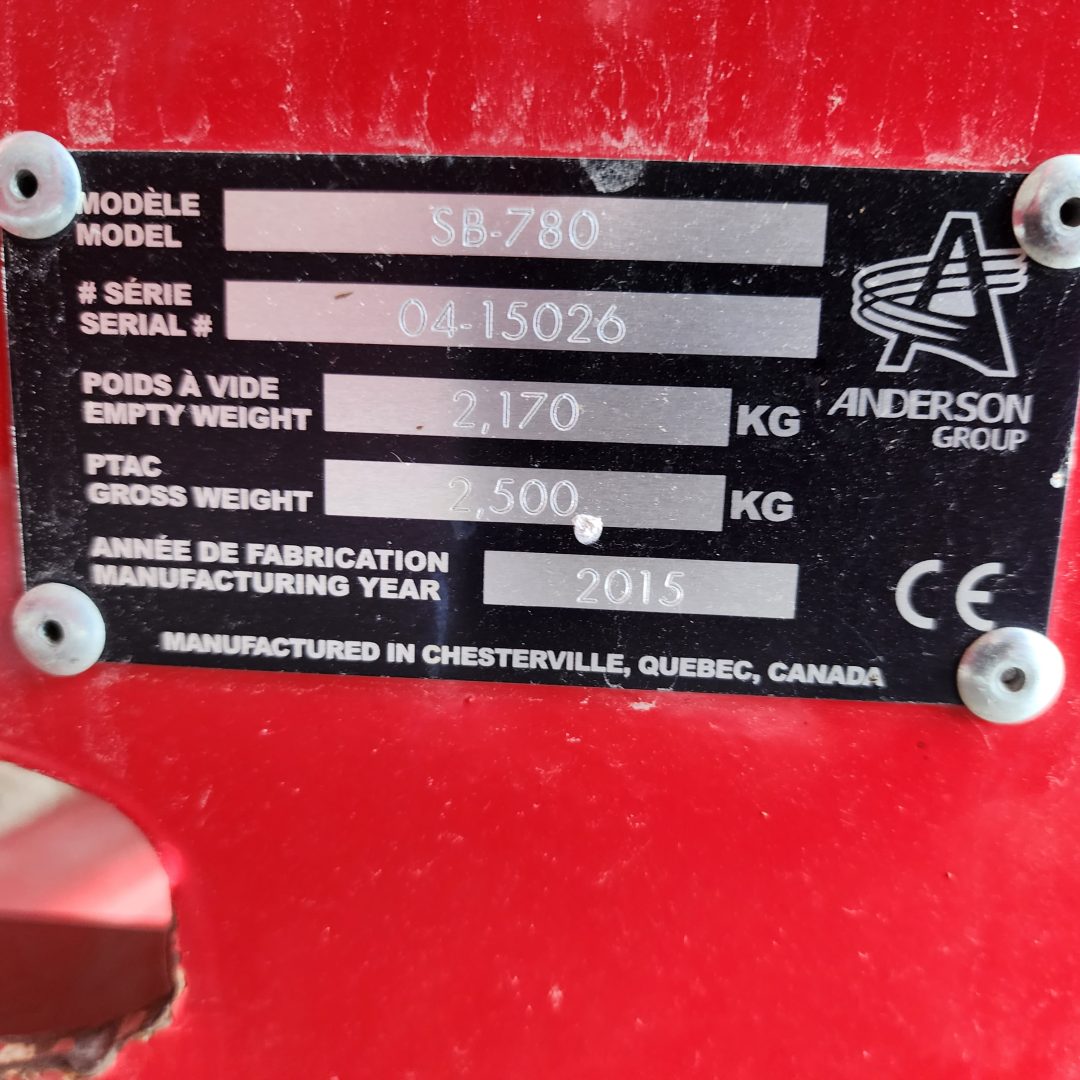 MODÈLE
MODEL
SB-780
# SÉRIE
SERIAL #
04-15026
POIDS À VIDE
EMPTY WEIGHT
2,170 KG
PTAC
GROSS WEIGHT
2,500 KG
ANNÉE DE FABRICATION
MANUFACTURING YEAR
2015
ANDERSON
GROUP
CE
MANUFACTURED IN CHESTERVILLE, QUEBEC, CANADA